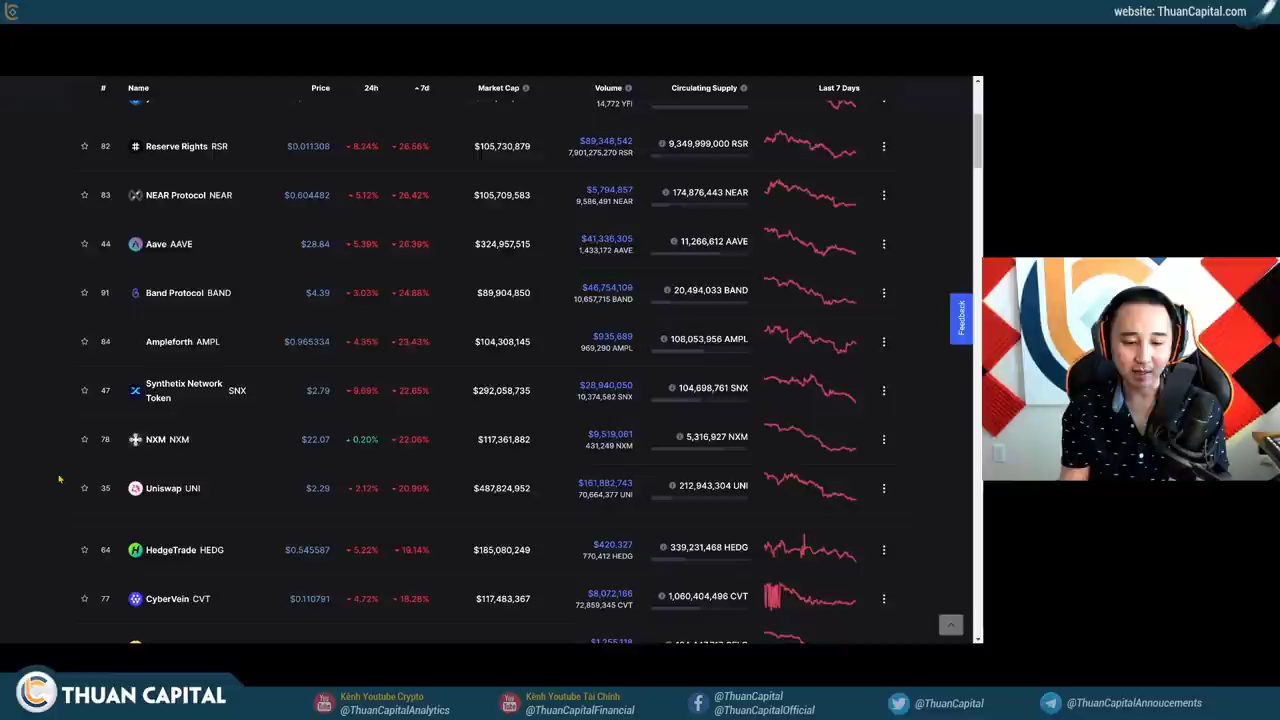 website: ThuanCapital.com
# Name Price 24h 7d Market Cap Volume Circulating Supply Last 7 Days
14,772 YFI
82 Reserve Rights RSR $0.011308 8.24% 26.56% $105,730,879 $89,348,542 9,349,999,000 RSR
7,901,275,270 RSR
83 NEAR Protocol NEAR $0.604482 5.12% 26.42% $105,709,583 $5,794,857 174,876,443 NEAR
9,586,491 NEAR
44 Aave AAVE $28.84 5.39% 26.39% $324,957,515 $41,336,305 11,266,612 AAVE
1,433,172 AAVE
91 Band Protocol BAND $4.39 3.03% 24.88% $89,904,850 $46,754,109 20,494,033 BAND
10,657,715 BAND
84 Ampleforth AMPL $0.965334 4.35% 23.43% $104,308,145 $935,689 108,053,956 AMPL
969,290 AMPL
47 Synthetix Network Token SNX $2.79 9.69% 22.65% $292,058,735 $28,940,050 104,698,761 SNX
10,374,582 SNX
78 NXM NXM $22.07 0.20% 22.06% $117,361,882 $9,519,061 5,316,927 NXM
431,249 NXM
35 Uniswap UNI $2.29 2.12% 20.99% $487,824,952 $161,882,743 212,943,304 UNI
70,664,377 UNI
64 HedgeTrade HEDG $0.545587 5.22% 19.14% $185,080,249 $420,327 339,231,468 HEDG
770,412 HEDG
77 CyberVein CVT $0.110791 4.72% 18.28% $117,483,367 $8,072,166 1,060,404,496 CVT
72,859,345 CVT
Feedback
THUAN CAPITAL
Kênh Youtube Crypto
@ThuanCapitalAnalytics
Kênh Youtube Tài Chính
@ThuanCapitalFinancial
@ThuanCapital
@ThuanCapitalOfficial
@ThuanCapital
@ThuanCapitalAnnoucements